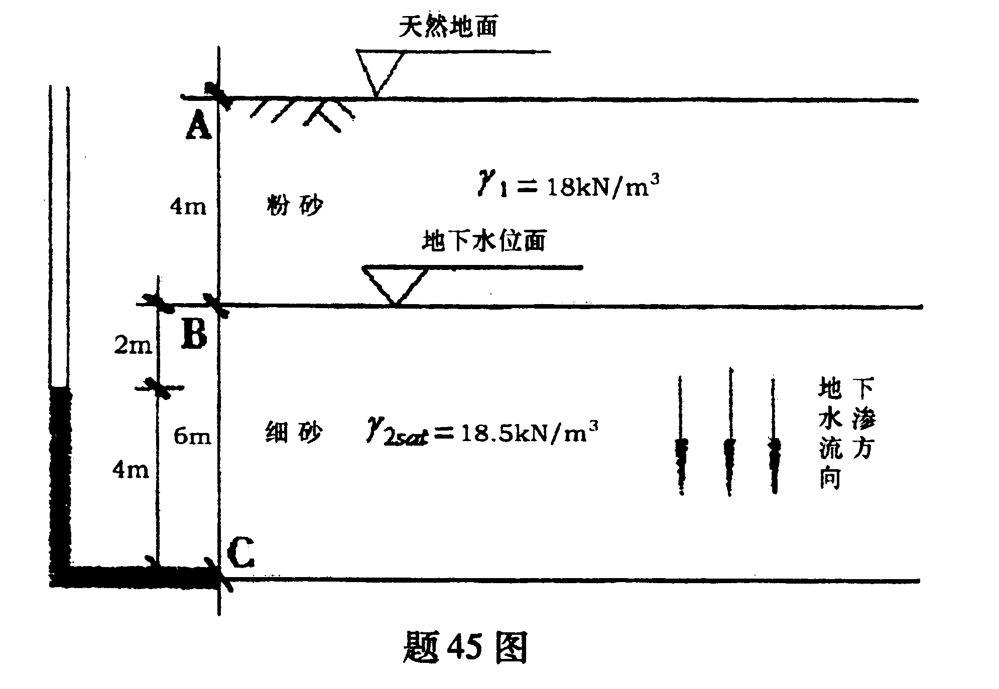 天然地面
A
γ₁＝18kN/m³
4m
粉砂
地下水位面
B
2m
地下水流向
下渗方
细砂
γ₂sat＝18.5kN/m³
6m
4m
C
题45图